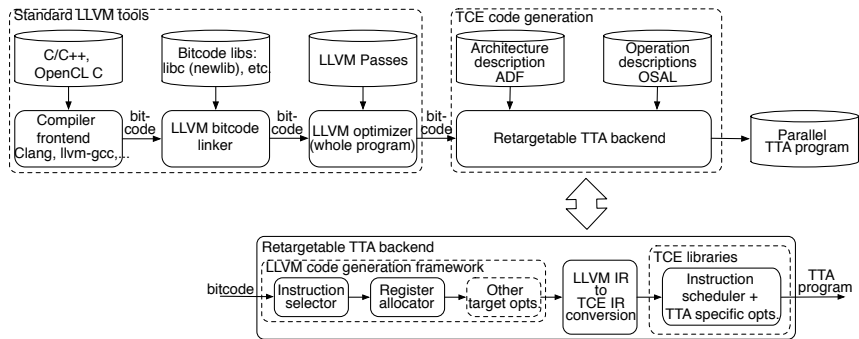 Standard LLVM tools
TCE code generation
C/C++,
OpenCL C
Bitcode libs:
libc (newlib), etc.
LLVM Passes
Architecture
description
ADF
Operation
descriptions
OSAL
Compiler
frontend
Clang, llvm-gcc,...
bit-
code
LLVM bitcode
linker
bit-
code
LLVM optimizer
(whole program)
bit-
code
Retargetable TTA backend
Parallel
TTA program
Retargetable TTA backend
LLVM code generation framework
TCE libraries
bitcode
Instruction
selector
Register
allocator
Other
target opts.
LLVM IR
to
TCE IR
conversion
Instruction
scheduler +
TTA specific opts.
TTA
program